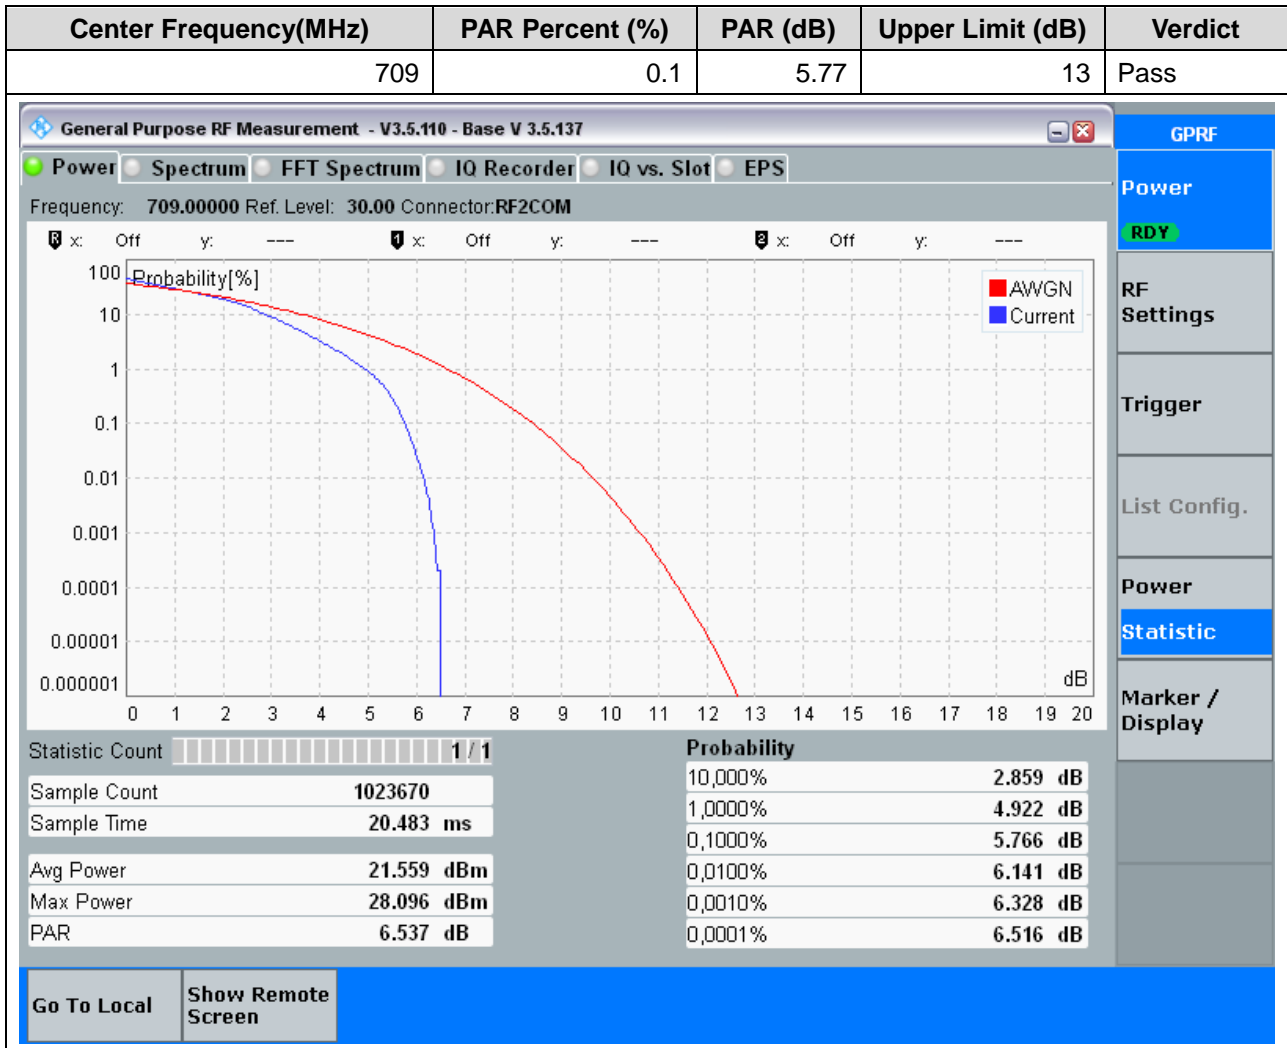 Center Frequency(MHz) PAR Percent (%) PAR (dB) Upper Limit (dB) Verdict
709 0.1 5.77 13 Pass
General Purpose RF Measurement - V3.5.110 - Base V 3.5.137
GPRF
Power Spectrum FFT Spectrum IQ Recorder IQ vs. Slot EPS
Power
RDY
Frequency: 709.00000 Ref. Level: 30.00 Connector:RF2COM
R x: Off y: --- 1 x: Off y: --- 2 x: Off y: ---
Probability[%]
AWGN
Current
100
10
1
0.1
0.01
0.001
0.0001
0.00001
0.000001
dB
0 1 2 3 4 5 6 7 8 9 10 11 12 13 14 15 16 17 18 19 20
RF
Settings
Trigger
List Config.
Power
Statistic
Marker /
Display
Statistic Count 1 / 1
Sample Count 1023670
Sample Time 20.483 ms
Avg Power 21.559 dBm
Max Power 28.096 dBm
PAR 6.537 dB
Probability
10,000% 2.859 dB
1,0000% 4.922 dB
0,1000% 5.766 dB
0,0100% 6.141 dB
0,0010% 6.328 dB
0,0001% 6.516 dB
Go To Local
Show Remote
Screen